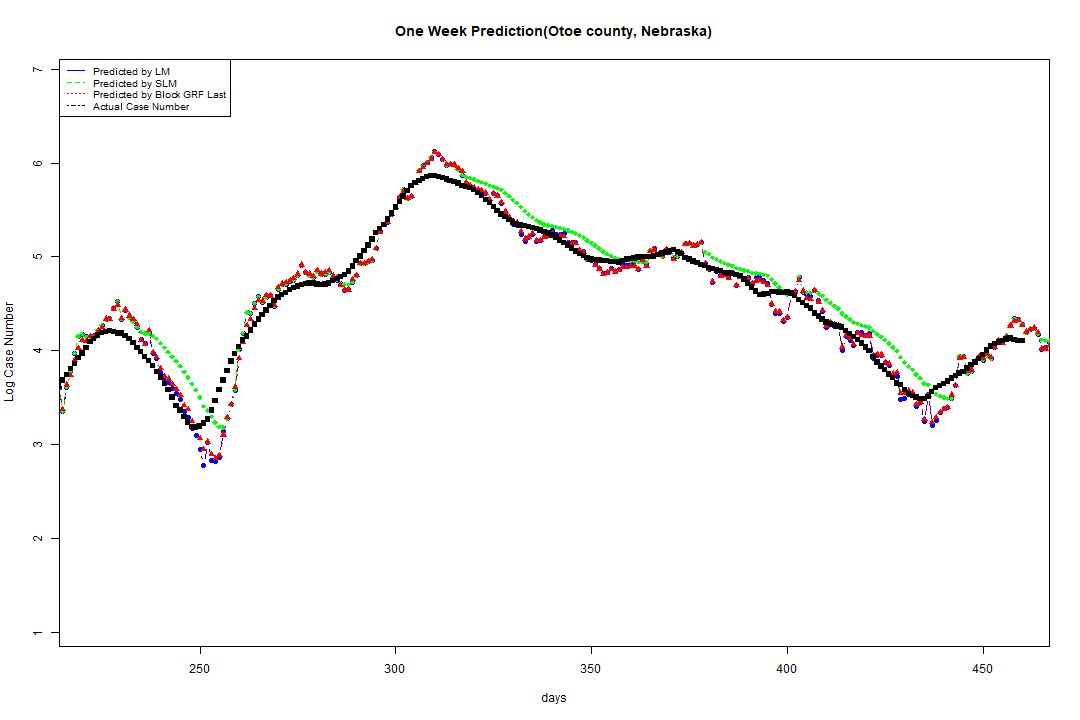 One Week Prediction(Otoe county, Nebraska)
Predicted by LM
Predicted by SLM
Predicted by Block GRF Last
Actual Case Number
7
6
5
4
3
2
1
Log Case Number
250 300 350 400 450
days